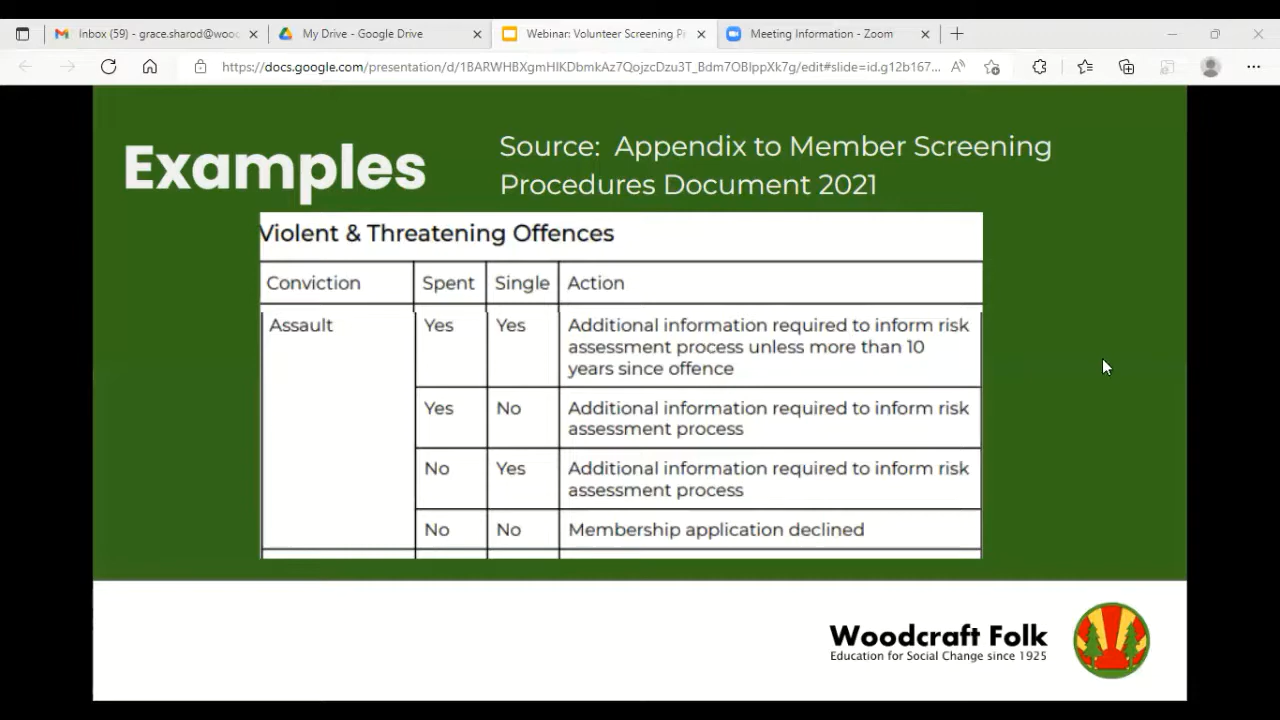 Inbox (59) - grace.sharod@wood
My Drive - Google Drive
Webinar: Volunteer Screening P
Meeting Information - Zoom
https://docs.google.com/presentation/d/1BARWHBXgmHIKDbmkAz7QojzcDzu3T_Bdm7OBIppXk7g/edit#slide=id.g12b167...
Examples
Source: Appendix to Member Screening
Procedures Document 2021
Violent & Threatening Offences
Conviction Spent Single Action
Assault Yes Yes Additional information required to inform risk
assessment process unless more than 10
years since offence
Yes No Additional information required to inform risk
assessment process
No Yes Additional information required to inform risk
assessment process
No No Membership application declined
Woodcraft Folk
Education for Social Change since 1925